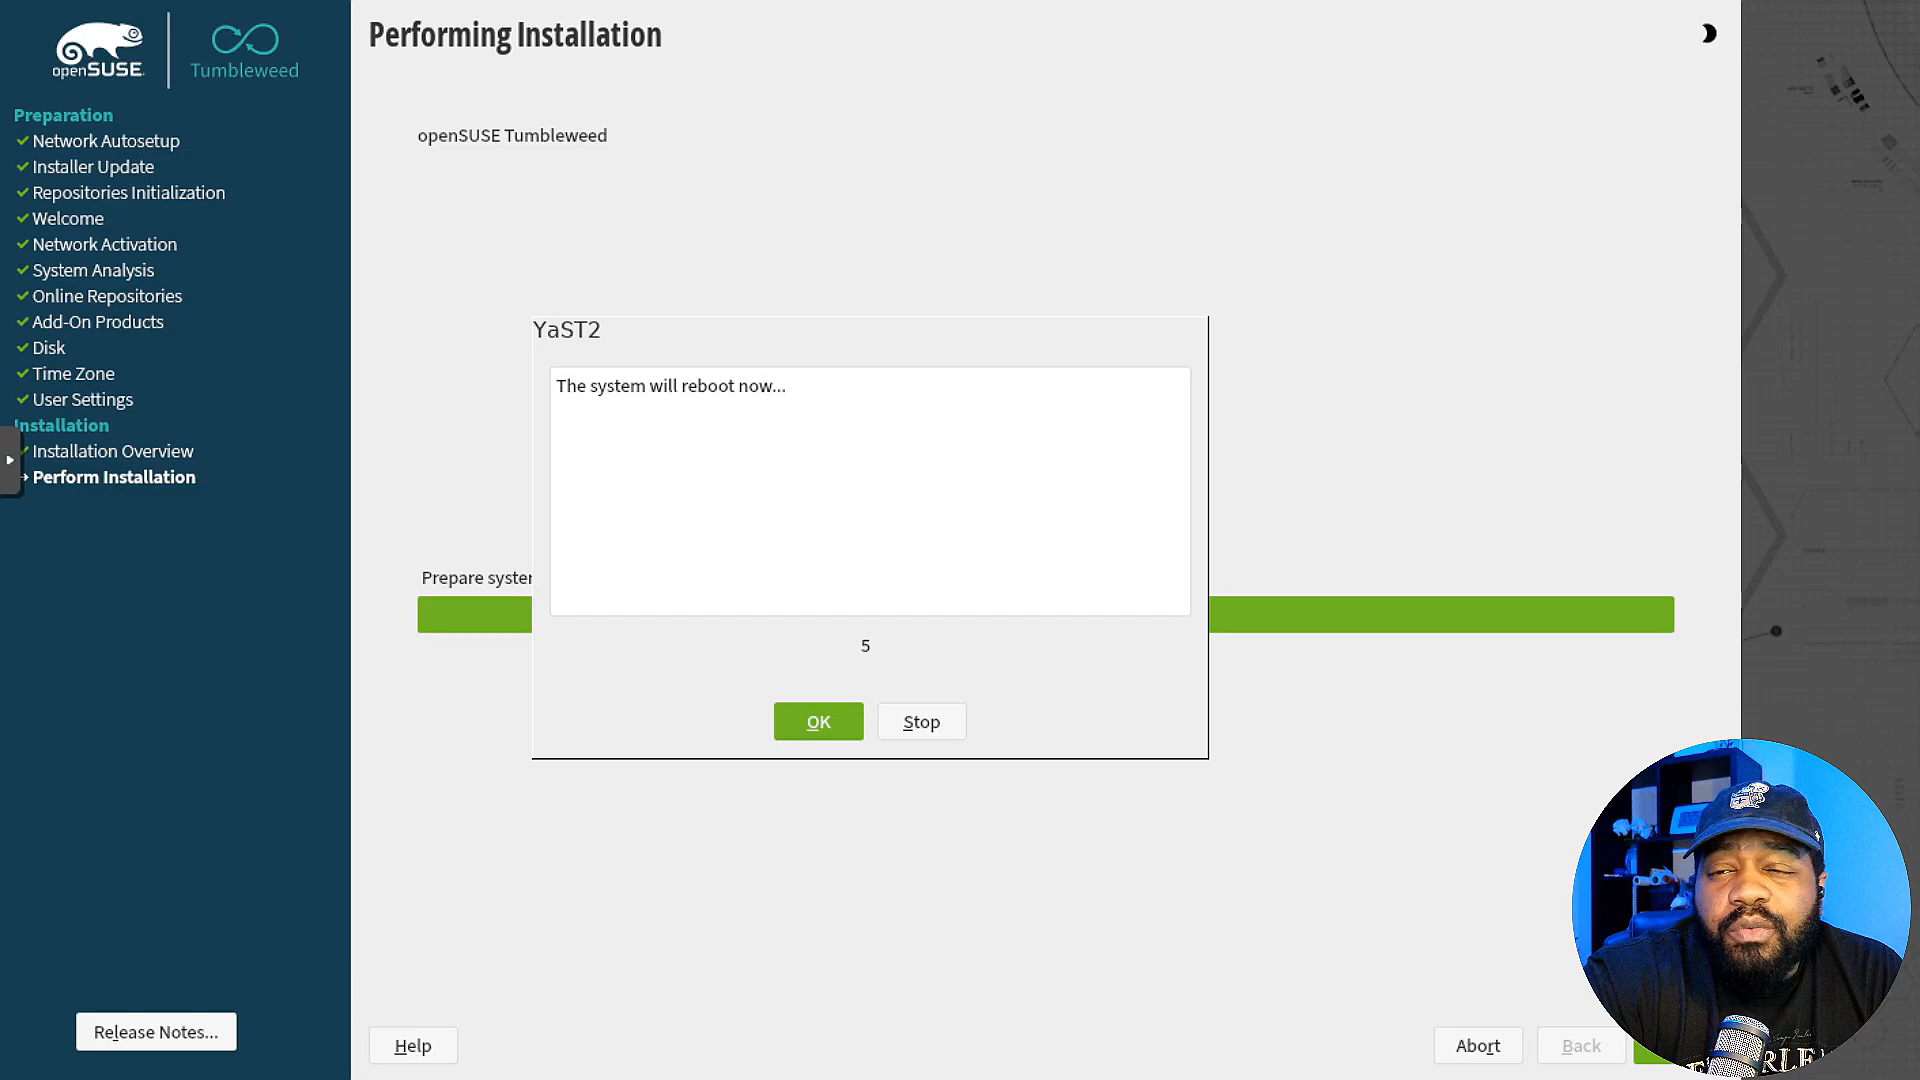 openSUSE
Tumbleweed
Preparation
Network Autosetup
Installer Update
Repositories Initialization
Welcome
Network Activation
System Analysis
Online Repositories
Add-On Products
Disk
Time Zone
User Settings
Installation
Installation Overview
Perform Installation
Release Notes...
Performing Installation
openSUSE Tumbleweed
YaST2
The system will reboot now...
Prepare syster
5
OK
Stop
Help
Abort
Back